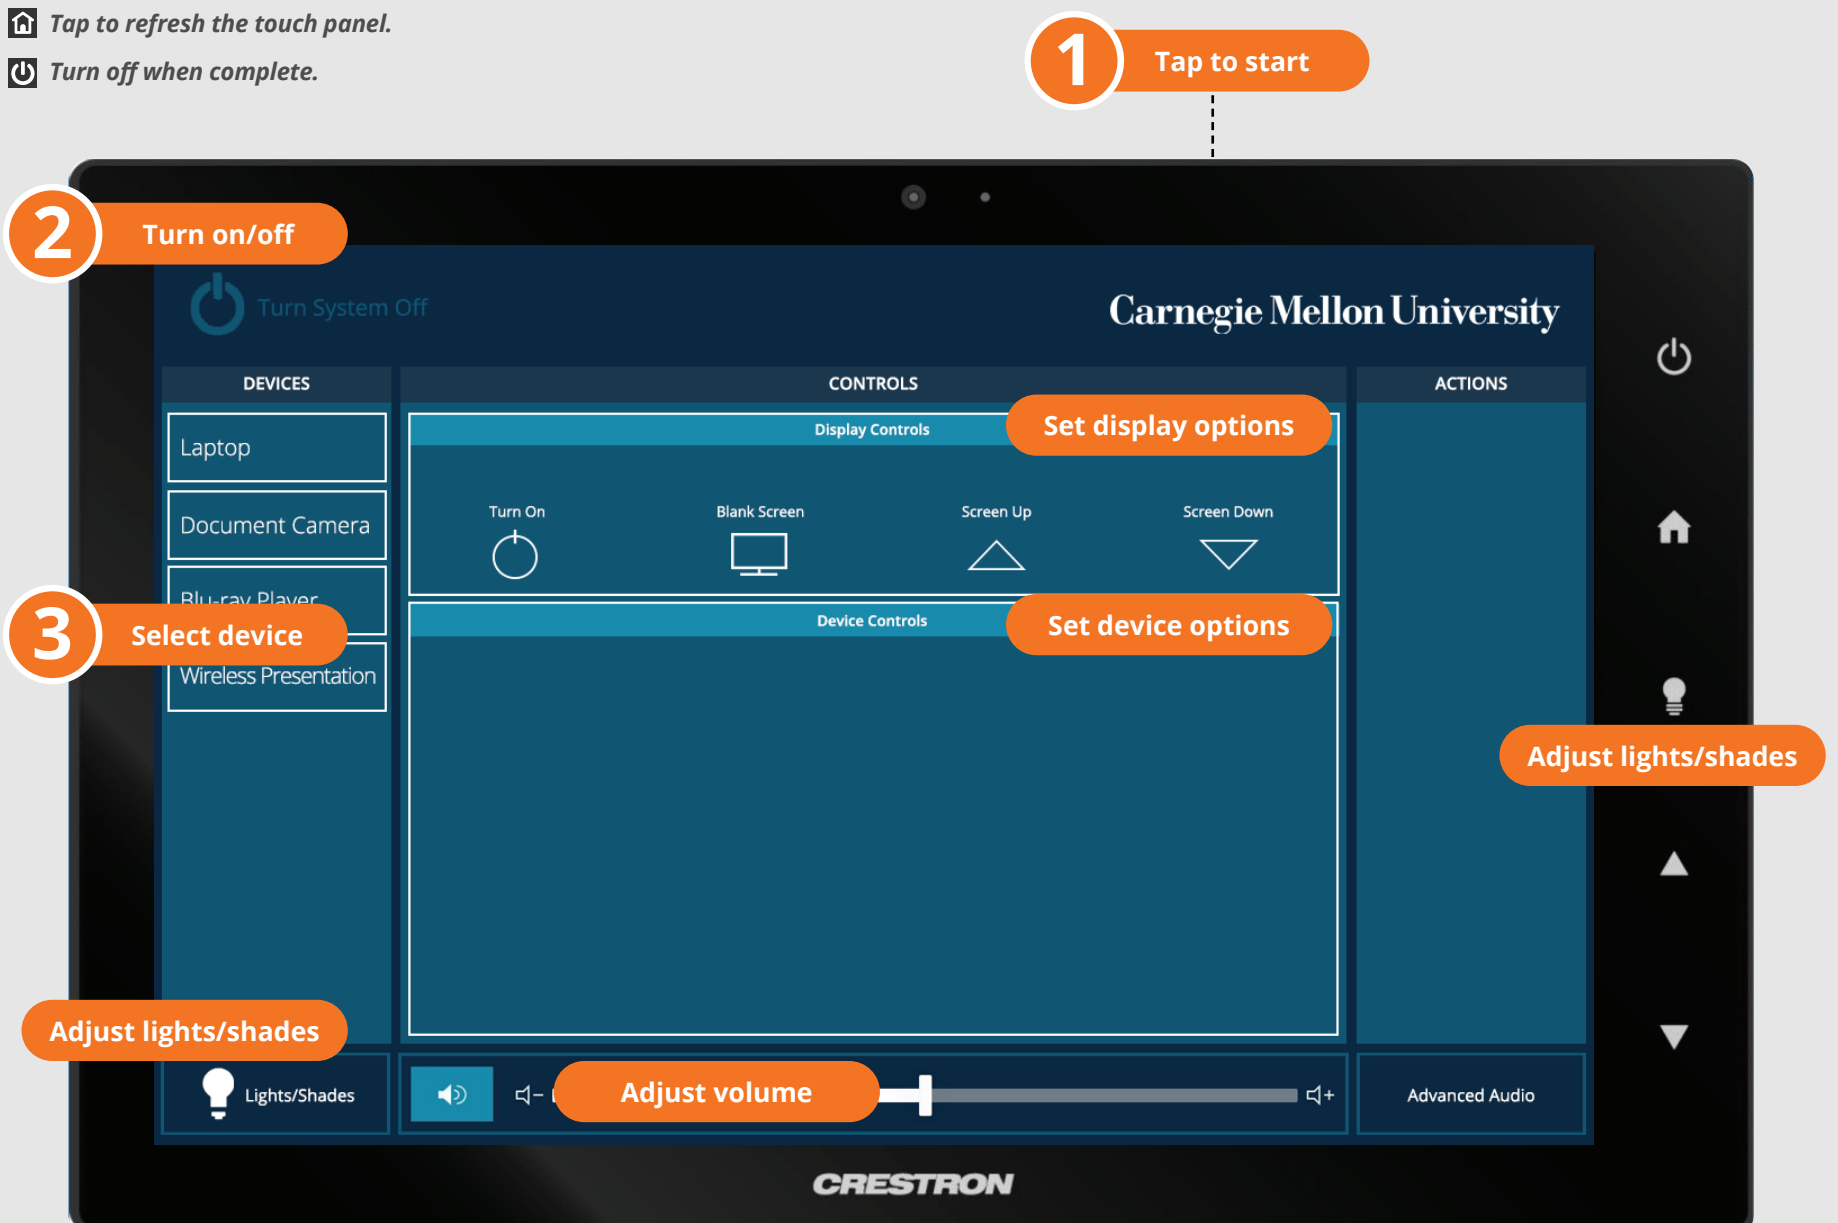 Tap to refresh the touch panel.
Turn off when complete.
1 Tap to start
2 Turn on/off
Turn System Off
Carnegie Mellon University
DEVICES
CONTROLS
ACTIONS
Laptop
Document Camera
Blu-ray Player
Wireless Presentation
3 Select device
Display Controls
Set display options
Turn On
Blank Screen
Screen Up
Screen Down
Device Controls
Set device options
Adjust lights/shades
Adjust lights/shades
Lights/Shades
Adjust volume
Advanced Audio
CRESTRON